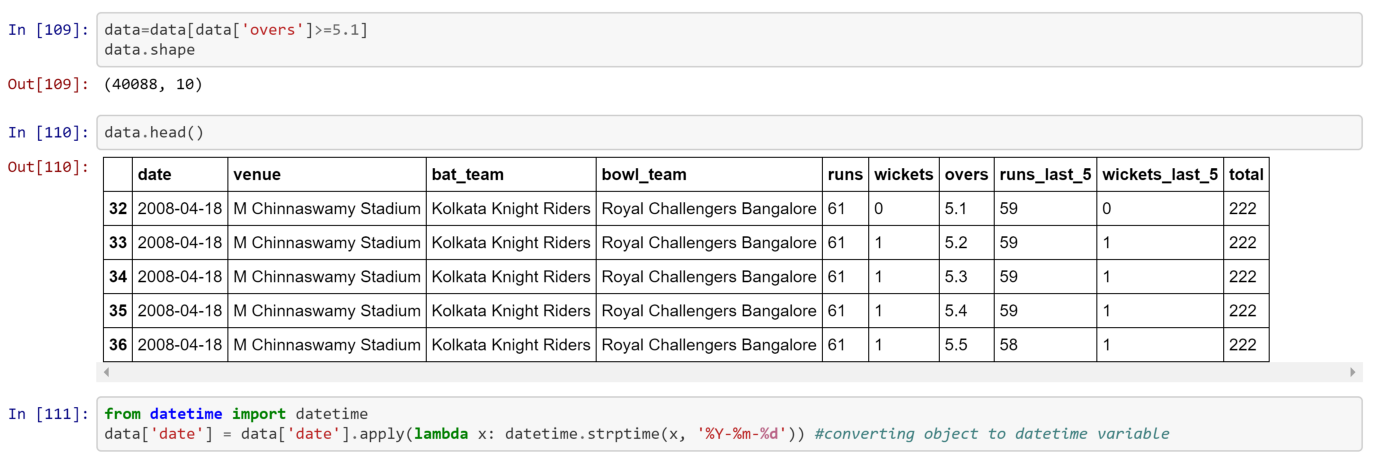 In [109]: data=data[data['overs']>=5.1]
data.shape
Out[109]: (40088, 10)
In [110]: data.head()
Out[110]:
date venue bat_team bowl_team runs wickets overs runs_last_5 wickets_last_5 total
32 2008-04-18 M Chinnaswamy Stadium Kolkata Knight Riders Royal Challengers Bangalore 61 0 5.1 59 0 222
33 2008-04-18 M Chinnaswamy Stadium Kolkata Knight Riders Royal Challengers Bangalore 61 1 5.2 59 1 222
34 2008-04-18 M Chinnaswamy Stadium Kolkata Knight Riders Royal Challengers Bangalore 61 1 5.3 59 1 222
35 2008-04-18 M Chinnaswamy Stadium Kolkata Knight Riders Royal Challengers Bangalore 61 1 5.4 59 1 222
36 2008-04-18 M Chinnaswamy Stadium Kolkata Knight Riders Royal Challengers Bangalore 61 1 5.5 58 1 222
In [111]: from datetime import datetime
data['date'] = data['date'].apply(lambda x: datetime.strptime(x, '%Y-%m-%d')) #converting object to datetime variable